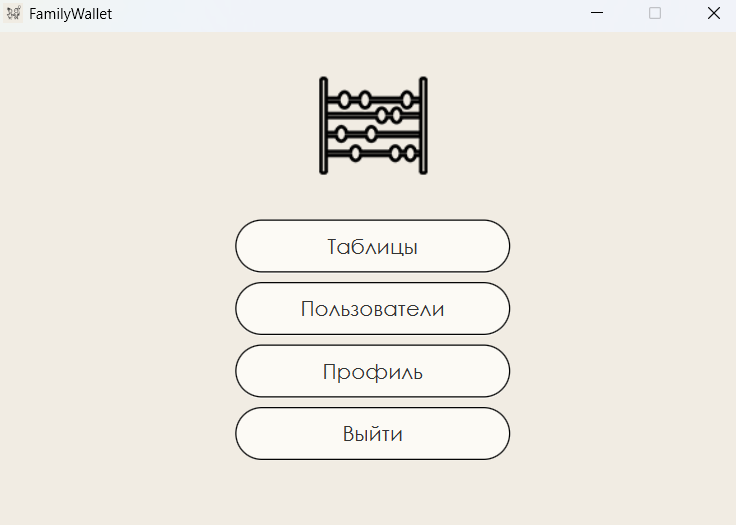 FamilyWallet
Таблицы
Пользователи
Профиль
Выйти